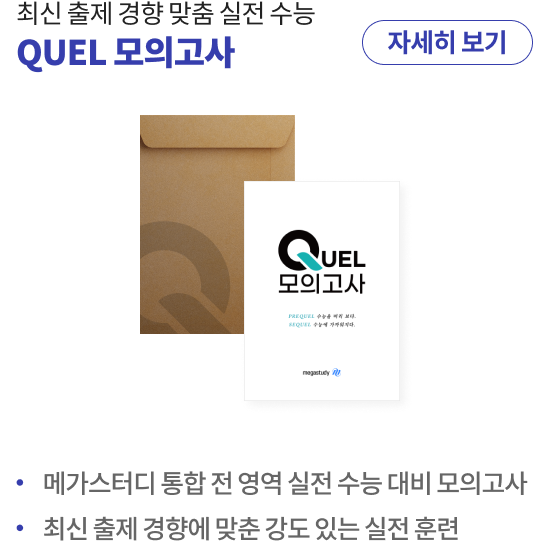 최신 출제 경향 맞춤 실전 수능
QUEL 모의고사
자세히 보기
QUEL
모의고사
PREQUEL 수능을 미리 보다.
SEQUEL 수능에 가까워지다.
megastudy
• 메가스터디 통합 전 영역 실전 수능 대비 모의고사
• 최신 출제 경향에 맞춘 강도 있는 실전 훈련